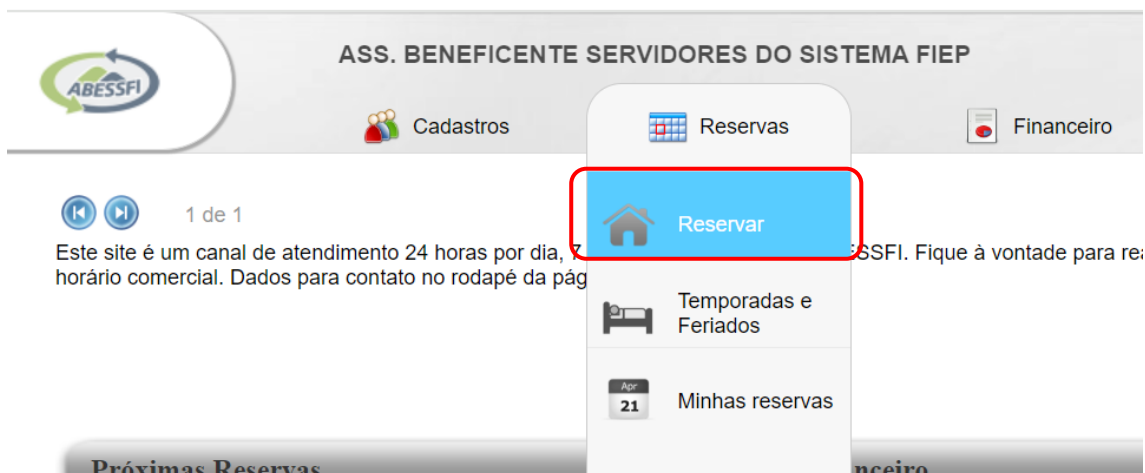 ASS. BENEFICENTE SERVIDORES DO SISTEMA FIEP
ABESSFI
Cadastros
Reservas
Financeiro
1 de 1
Reservar
Este site é um canal de atendimento 24 horas por dia, 7 SSFI. Fique à vontade para rea
horário comercial. Dados para contato no rodapé da pág
Temporadas e
Feriados
Apr
21
Minhas reservas
Próximas Reservas
nceiro